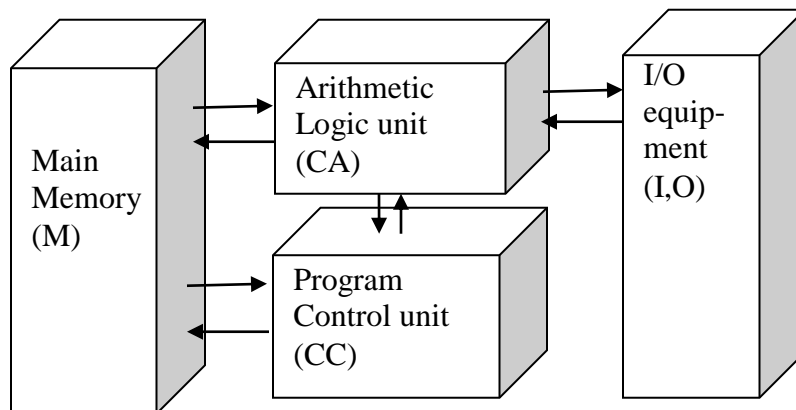 Main
Memory
(M)
Arithmetic
Logic unit
(CA)
Program
Control unit
(CC)
I/O
equip-
ment
(I,O)